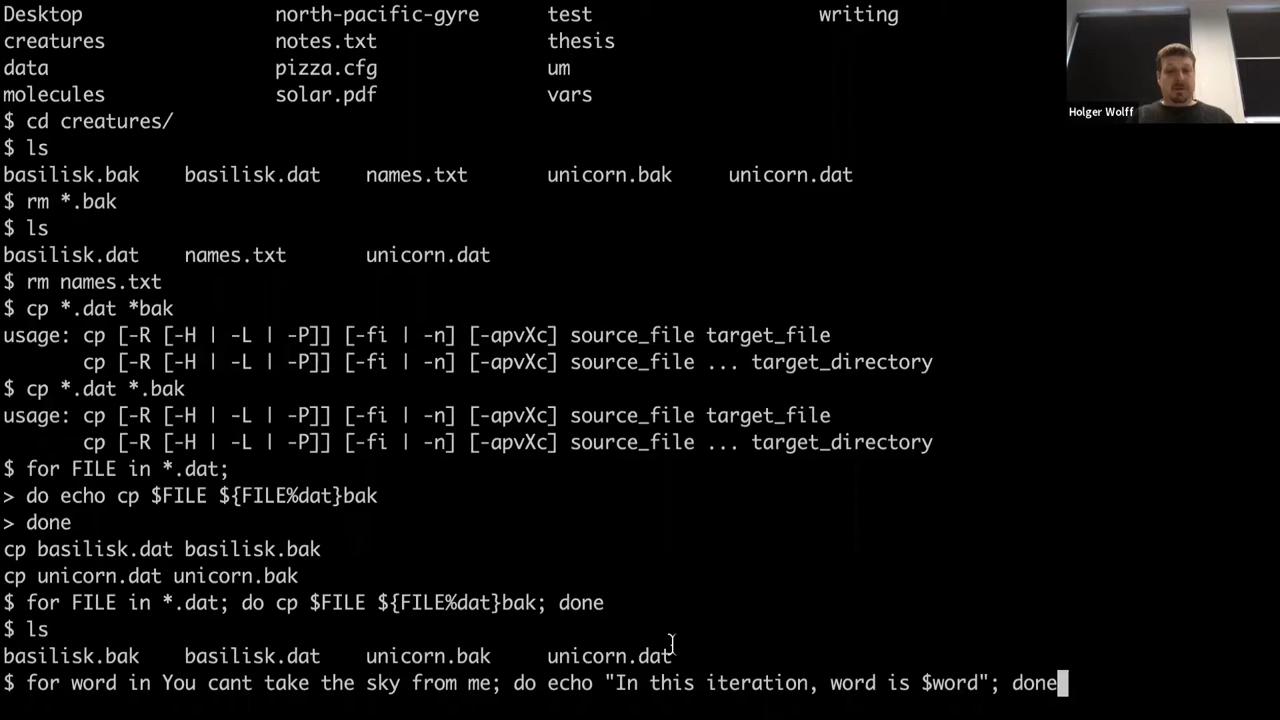 Desktop north-pacific-gyre test writing
creatures notes.txt thesis
data pizza.cfg um
molecules solar.pdf vars
$ cd creatures/
$ ls
basilisk.bak basilisk.dat names.txt unicorn.bak unicorn.dat
$ rm *.bak
$ ls
basilisk.dat names.txt unicorn.dat
$ rm names.txt
$ cp *.dat *bak
usage: cp [-R [-H | -L | -P]] [-fi | -n] [-apvXc] source_file target_file
cp [-R [-H | -L | -P]] [-fi | -n] [-apvXc] source_file ... target_directory
$ cp *.dat *.bak
usage: cp [-R [-H | -L | -P]] [-fi | -n] [-apvXc] source_file target_file
cp [-R [-H | -L | -P]] [-fi | -n] [-apvXc] source_file ... target_directory
$ for FILE in *.dat;
> do echo cp $FILE ${FILE%dat}bak
> done
cp basilisk.dat basilisk.bak
cp unicorn.dat unicorn.bak
$ for FILE in *.dat; do cp $FILE ${FILE%dat}bak; done
$ ls
basilisk.bak basilisk.dat unicorn.bak unicorn.dat
$ for word in You cant take the sky from me; do echo "In this iteration, word is $word"; done
Holger Wolff